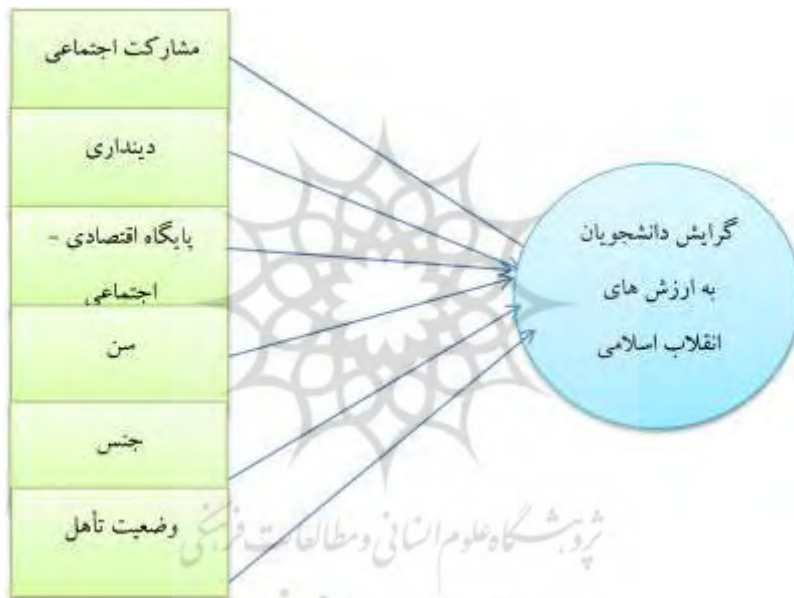 مشارکت اجتماعی
دینداری
پایگاه اقتصادی -
اجتماعی
سن
جنس
وضعیت تأهل
گرایش دانشجویان
به ارزش های
انقلاب اسلامی
پژوهشگاه علوم انسانی و مطالعات فرهنگی